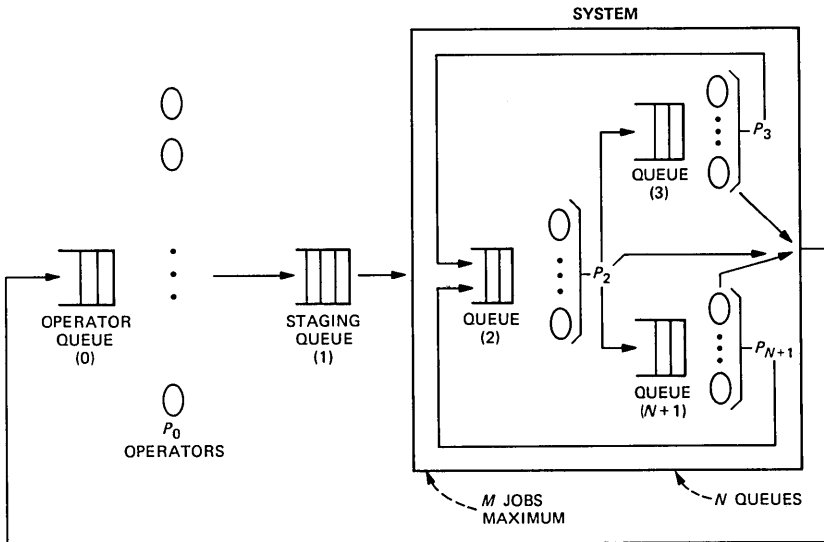 SYSTEM
P3
QUEUE
(3)
OPERATOR
QUEUE
(0)
STAGING
QUEUE
(1)
QUEUE
(2)
P2
QUEUE
(N+1)
PN+1
P0
OPERATORS
M JOBS
MAXIMUM
N QUEUES